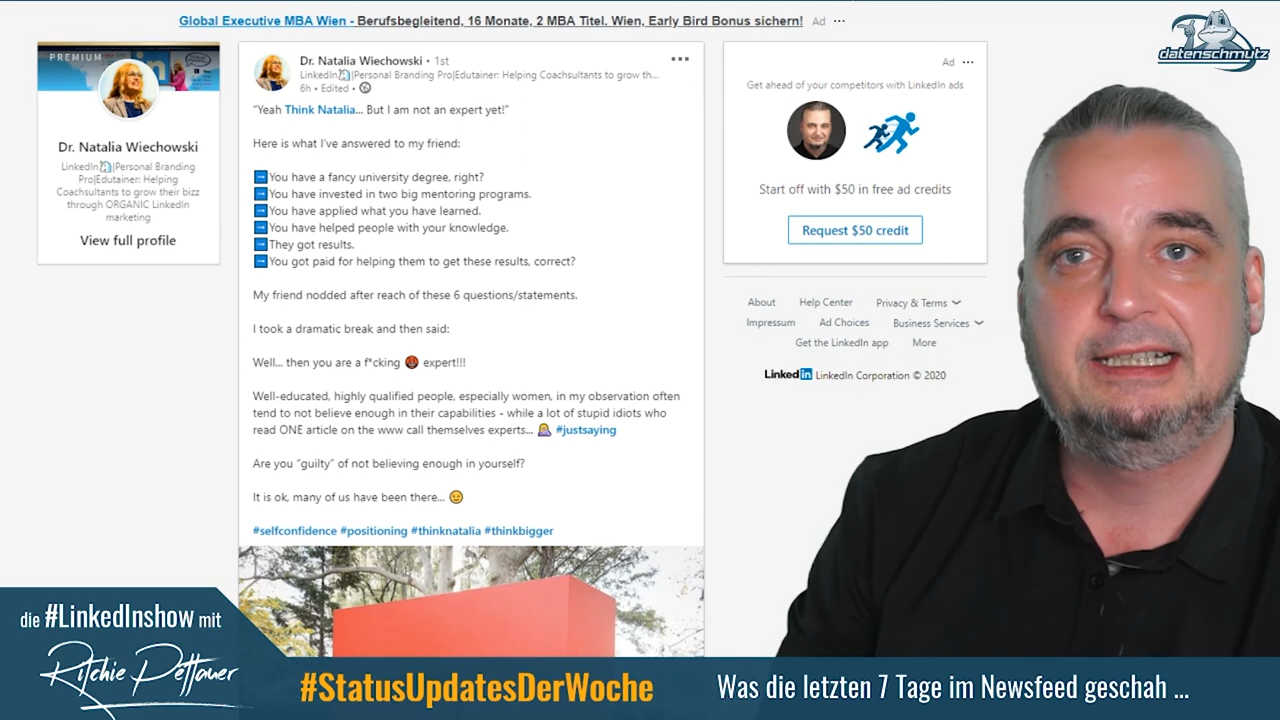 Global Executive MBA Wien - Berufsbegleitend, 16 Monate, 2 MBA Titel. Wien, Early Bird Bonus sichern! Ad ...
datenschmutz
PREMIUM
Dr. Natalia Wiechowski
LinkedIn|Personal Branding
Pro|Edutainer: Helping
Coachsultants to grow their bizz
through ORGANIC LinkedIn
marketing
View full profile
Dr. Natalia Wiechowski • 1st
LinkedIn|Personal Branding Pro|Edutainer: Helping Coachsultants to grow th...
6h • Edited •
“Yeah Think Natalia... But I am not an expert yet!”
Here is what I've answered to my friend:
➡You have a fancy university degree, right?
➡You have invested in two big mentoring programs.
➡You have applied what you have learned.
➡You have helped people with your knowledge.
➡They got results.
➡You got paid for helping them to get these results, correct?
My friend nodded after reach of these 6 questions/statements.
I took a dramatic break and then said:
Well... then you are a f*cking 🤬 expert!!!
Well-educated, highly qualified people, especially women, in my observation often
tend to not believe enough in their capabilities - while a lot of stupid idiots who
read ONE article on the www call themselves experts... 🤷‍♀️ #justsaying
Are you “guilty” of not believing enough in yourself?
It is ok, many of us have been there... 😉
#selfconfidence #positioning #thinknatalia #thinkbigger
Ad ...
Get ahead of your competitors with LinkedIn ads
Start off with $50 in free ad credits
Request $50 credit
About Help Center Privacy & Terms
Impressum Ad Choices Business Services
Get the LinkedIn app More
LinkedIn LinkedIn Corporation © 2020
die #LinkedInshow mit
Ritchie Pettauer
#StatusUpdatesDerWoche
Was die letzten 7 Tage im Newsfeed geschah ...